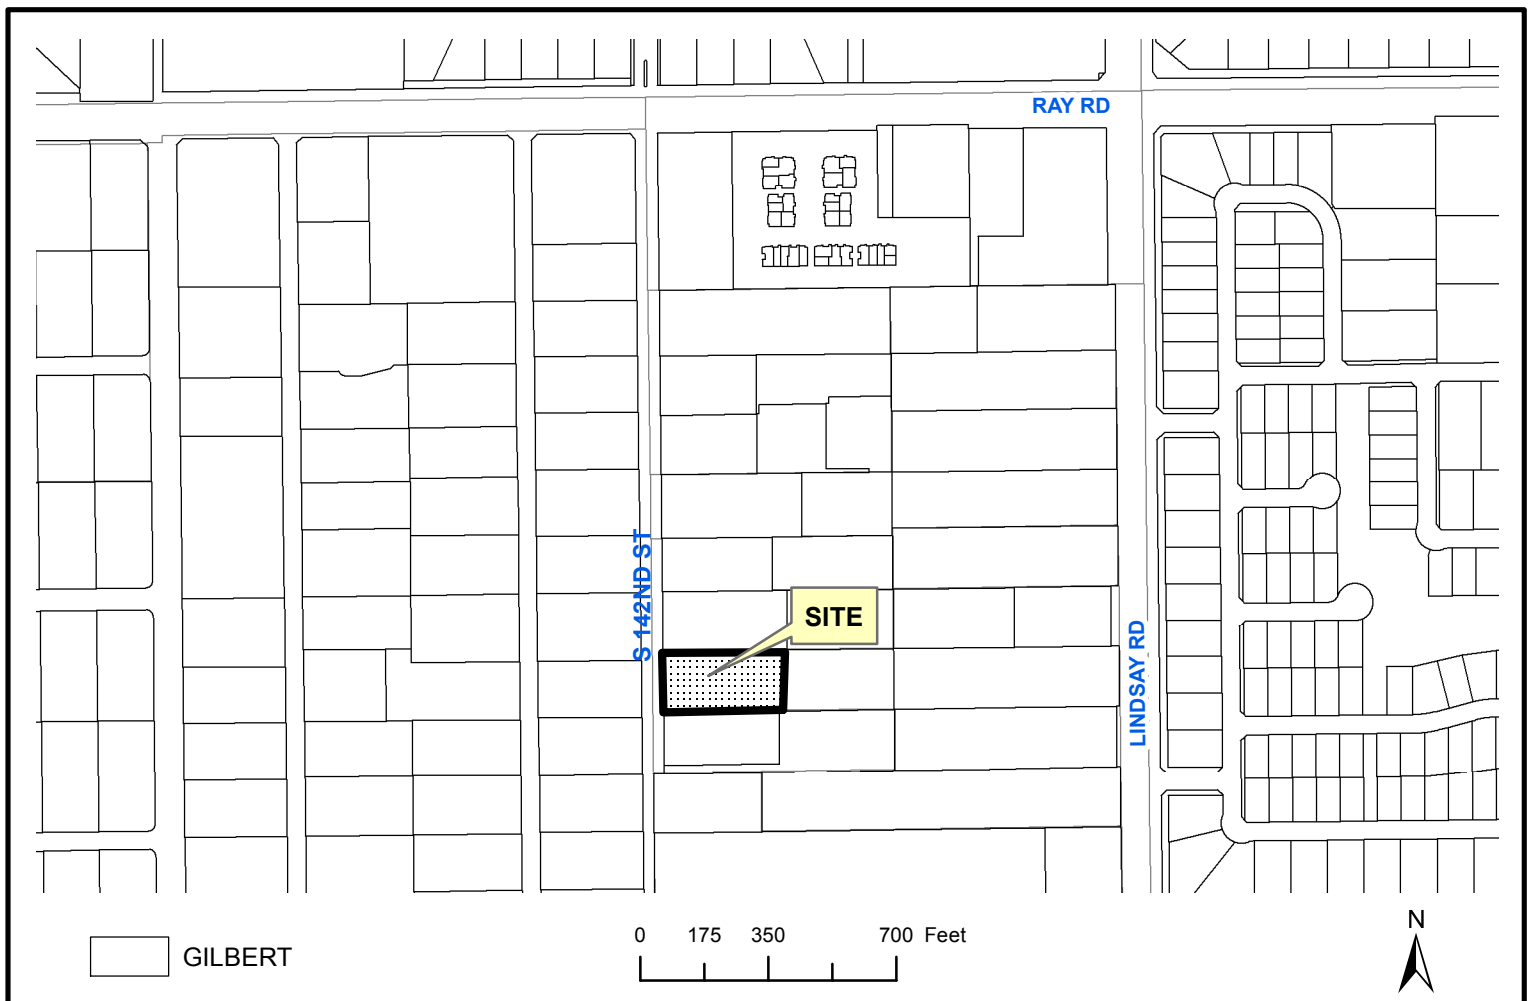 RAY RD
S 142ND ST
SITE
LINDSAY RD
GILBERT
0 175 350 700 Feet
N